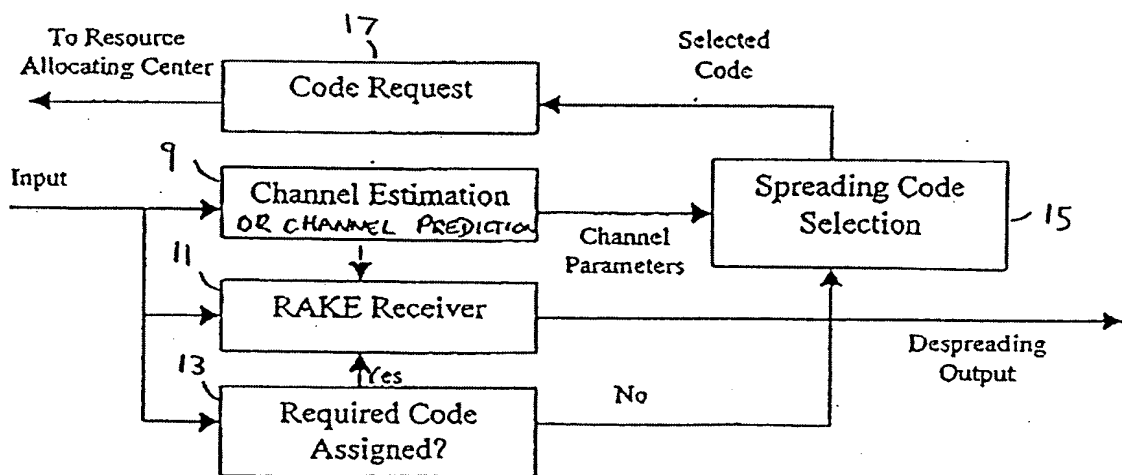 To Resource
Allocating Center
17
Code Request
Selected
Code
Input
9
Channel Estimation
OR CHANNEL PREDICTION
Channel
Parameters
Spreading Code
Selection
15
11
RAKE Receiver
Despreading
Output
13
Yes
Required Code
Assigned?
No